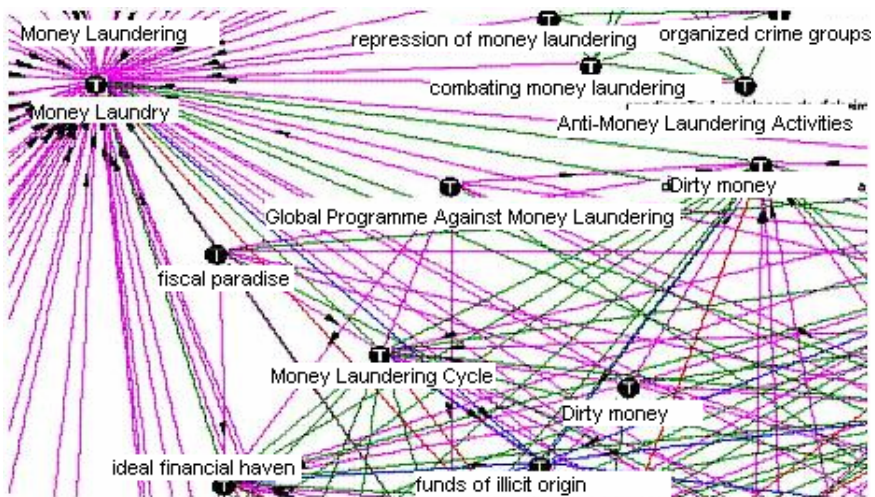 Money Laundering
repression of money laundering
organized crime groups
combating money laundering
Money Laundry
Anti-Money Laundering Activities
Dirty money
Global Programme Against Money Laundering
fiscal paradise
Money Laundering Cycle
Dirty money
ideal financial haven
funds of illicit origin